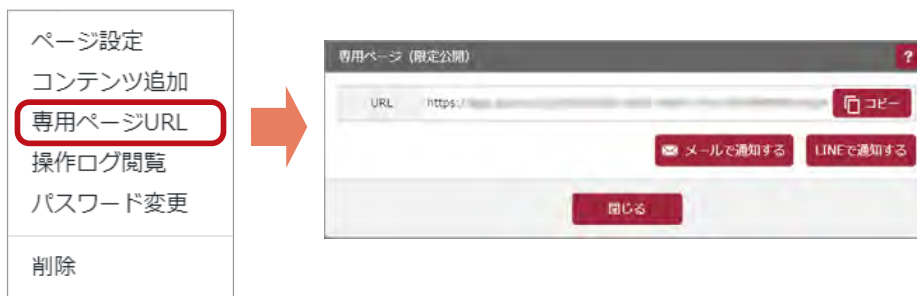 ページ設定
コンテンツ追加
専用ページURL
操作ログ閲覧
パスワード変更
削除
専用ページ（限定公開）
?
URL https:/
コピー
メールで通知する
LINEで通知する
閉じる